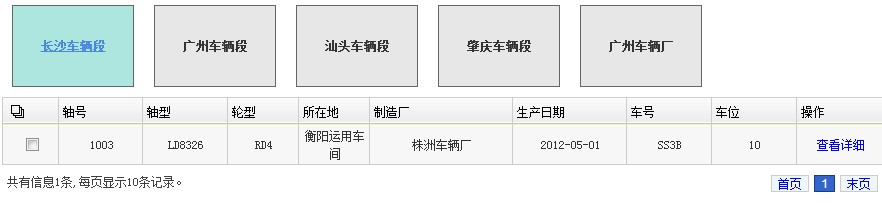 长沙车辆段 广州车辆段 汕头车辆段 肇庆车辆段 广州车辆厂
轴号 轴型 轮型 所在地 制造厂 生产日期 车号 车位 操作
1003 LD8326 RD4 衡阳运用车间 株洲车辆厂 2012-05-01 SS3B 10 查看详细
共有信息1条, 每页显示10条记录。 首页 1 末页